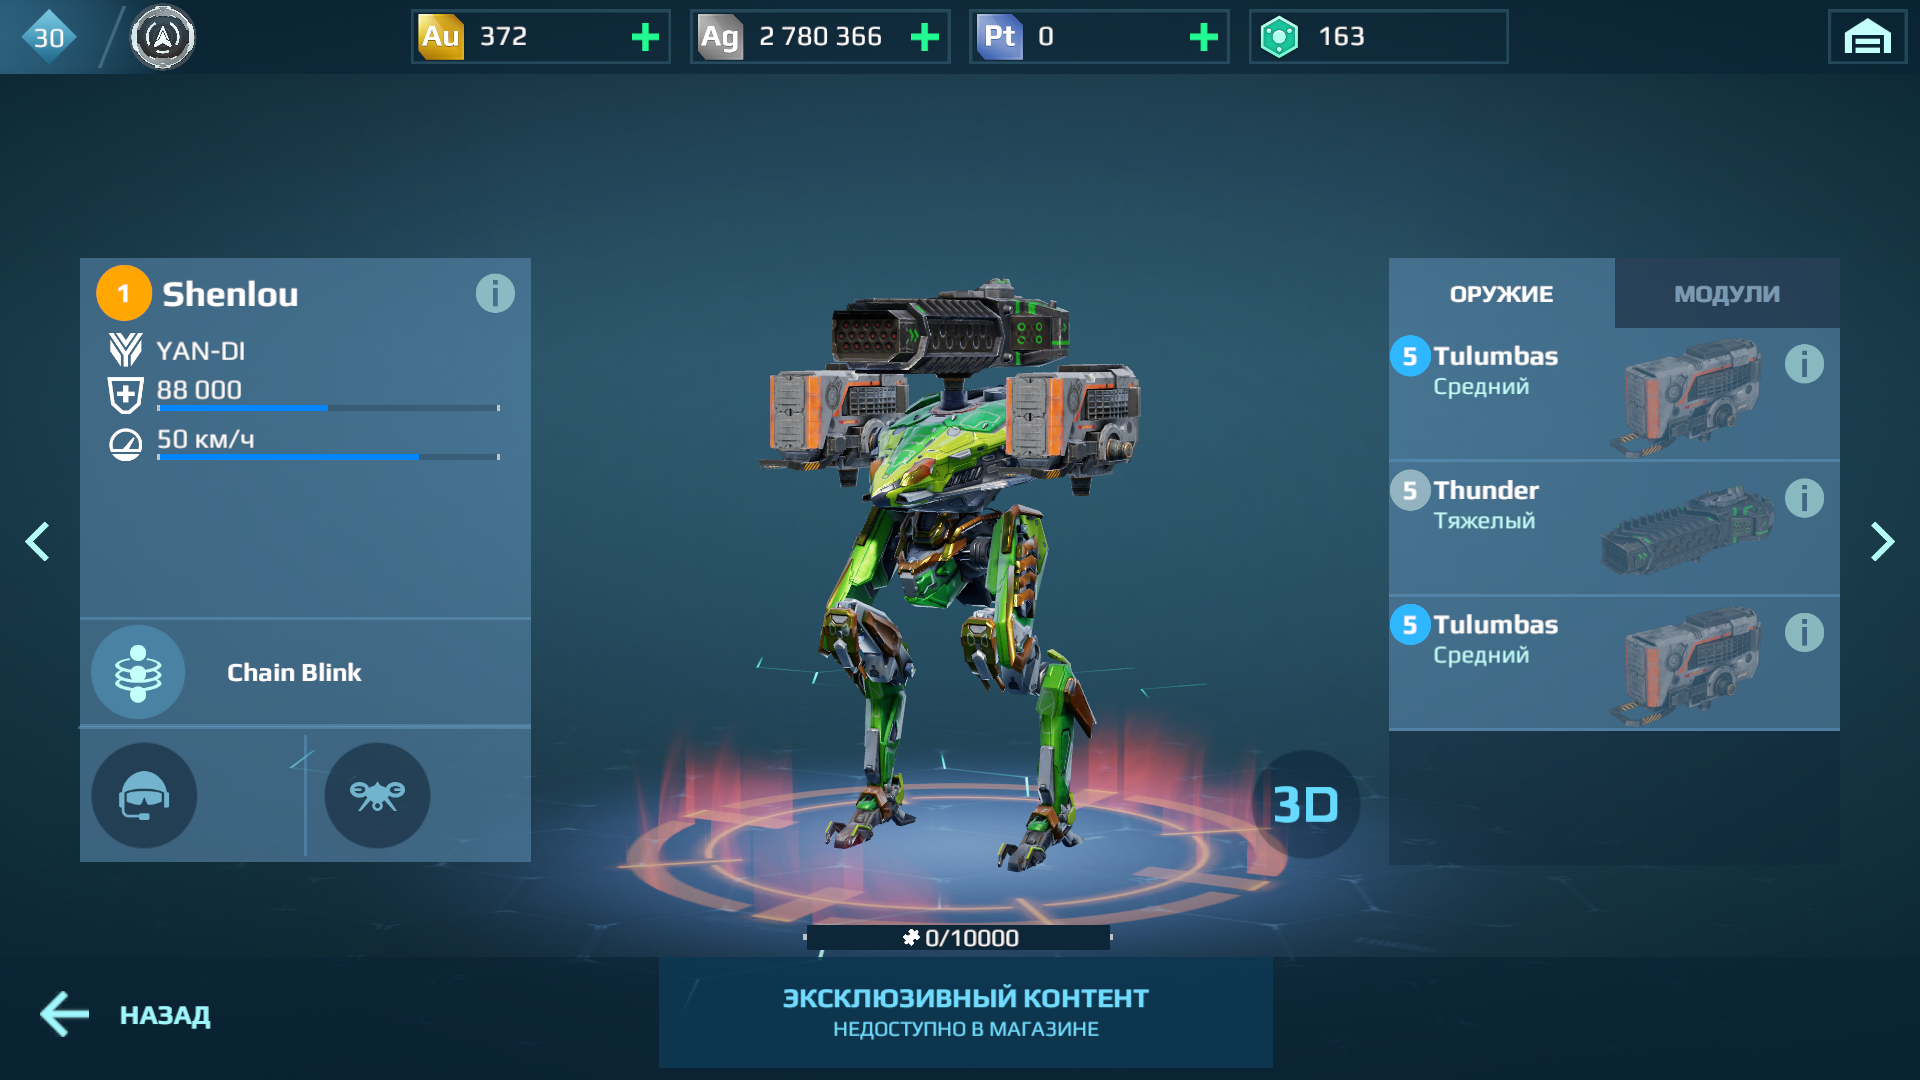 30
Au 372
Ag 2 780 366
Pt 0
163
1 Shenlou
YAN-DI
88 000
50 км/ч
Chain Blink
ОРУЖИЕ
МОДУЛИ
5 Tulumbas
Средний
5 Thunder
Тяжелый
5 Tulumbas
Средний
3D
0/10000
ЭКСКЛЮЗИВНЫЙ КОНТЕНТ
НЕДОСТУПНО В МАГАЗИНЕ
НАЗАД